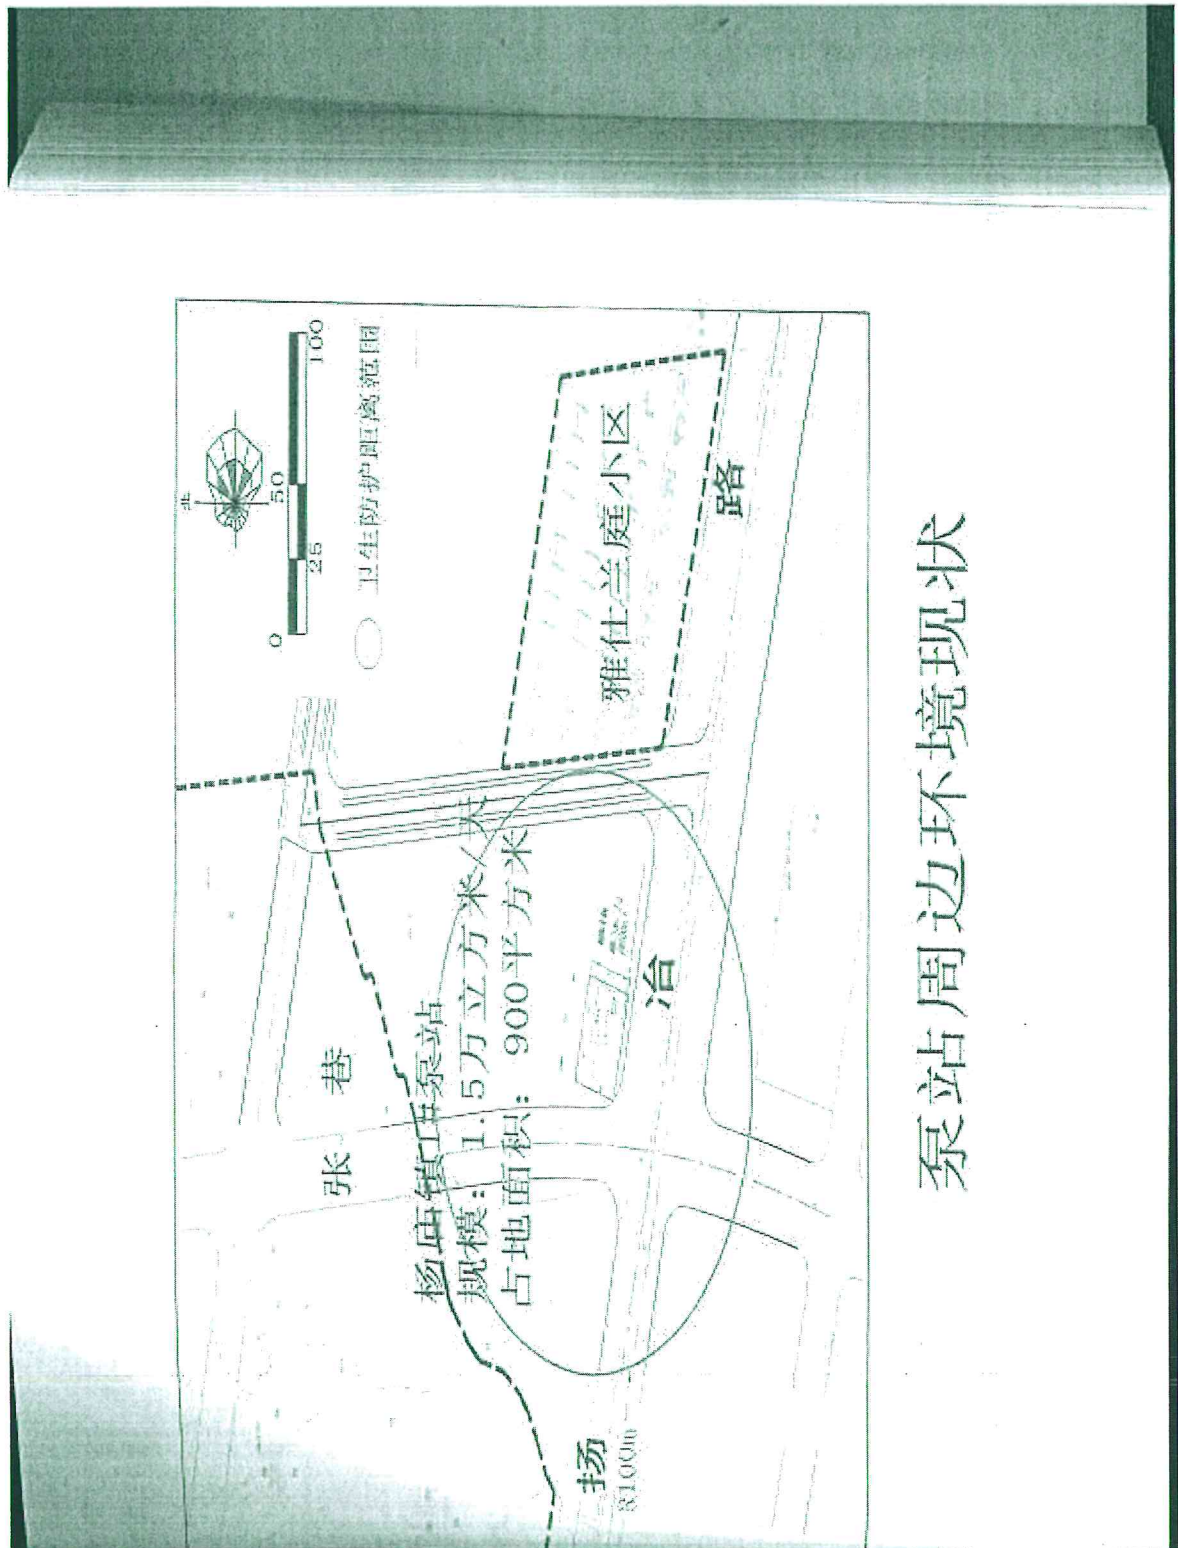 泵站周边环境现状
北
0 25 50 100
卫生防护距离范围
张 巷
杨庙镇 泵站
规模：1.5万立方米/天
占地面积：900平方米
雅仕兰庭小区
扬 冶 路